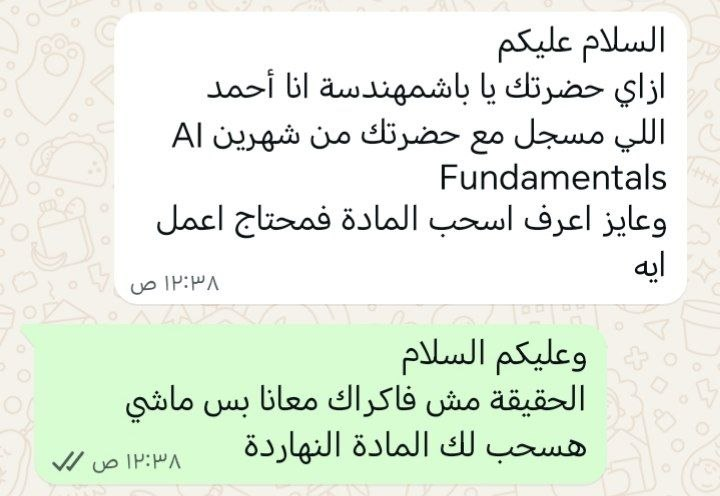 السلام عليكم
ازاي حضرتك يا باشمهندسة انا أحمد
اللي مسجل مع حضرتك من شهرين AI
Fundamentals
وعايز اعرف اسحب المادة فمحتاج اعمل
ايه
١٢:٣٨ ص
وعليكم السلام
الحقيقة مش فاكراك معانا بس ماشي
هسحب لك المادة النهاردة
١٢:٣٨ ص